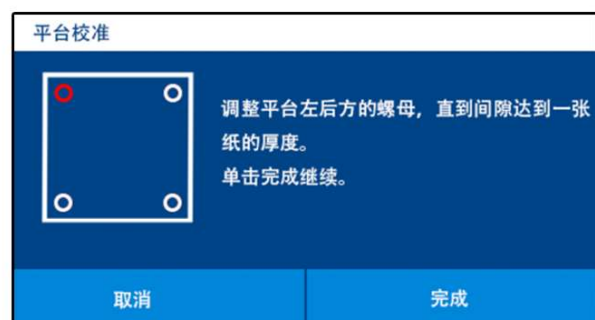 平台校准
调整平台左后方的螺母，直到间隙达到一张
纸的厚度。
单击完成继续。
取消
完成